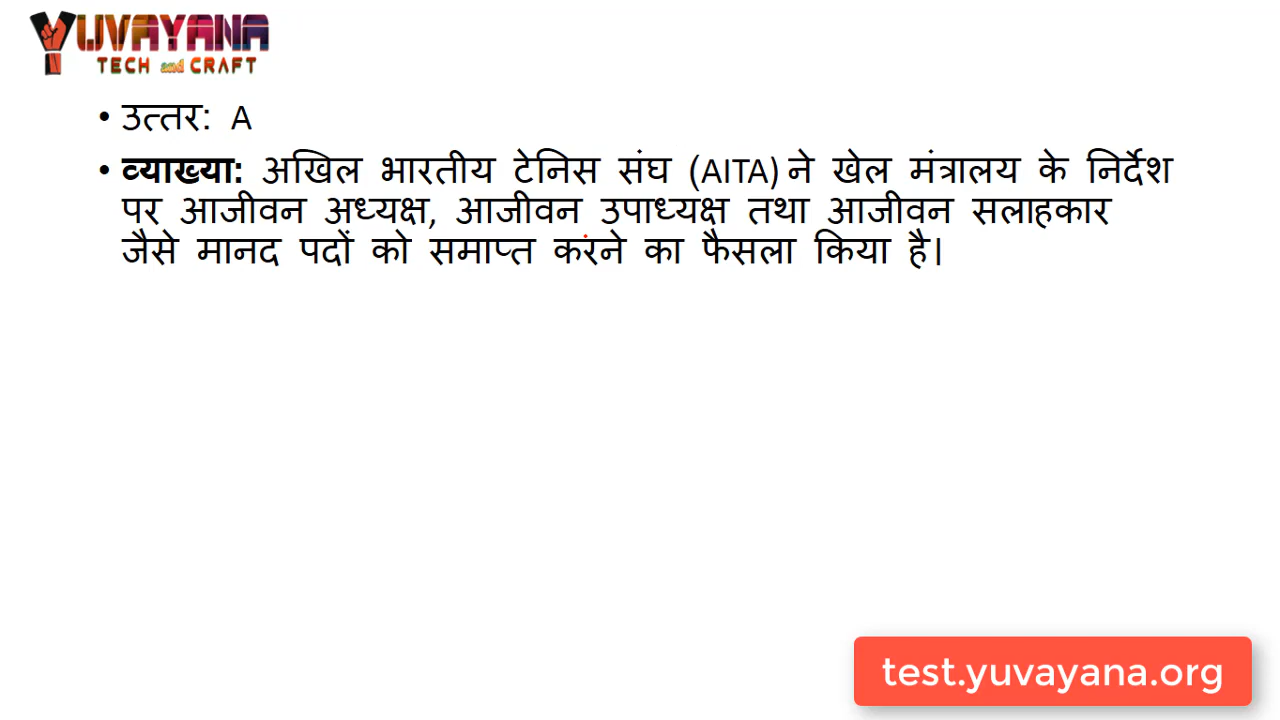 YUVAYANA
TECH and CRAFT
• उत्तर: A
• व्याख्या: अखिल भारतीय टेनिस संघ (AITA) ने खेल मंत्रालय के निर्देश
पर आजीवन अध्यक्ष, आजीवन उपाध्यक्ष तथा आजीवन सलाहकार
जैसे मानद पदों को समाप्त करने का फैसला किया है।
test.yuvayana.org